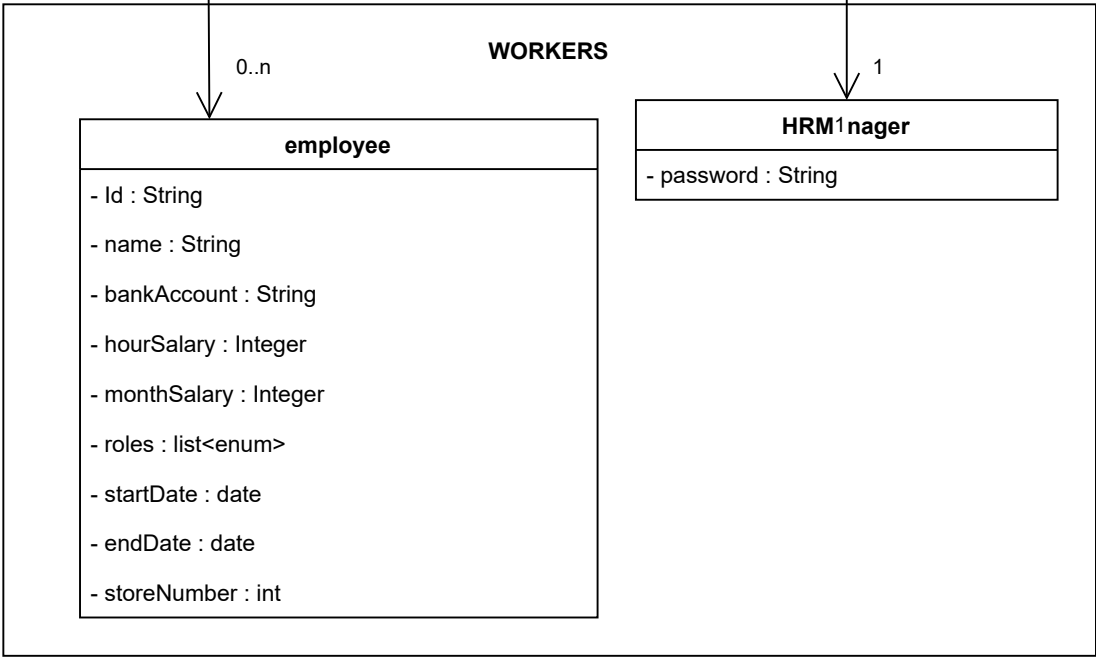 WORKERS
0..n
1
employee
- Id : String
- name : String
- bankAccount : String
- hourSalary : Integer
- monthSalary : Integer
- roles : list<enum>
- startDate : date
- endDate : date
- storeNumber : int
HRM1nager
- password : String